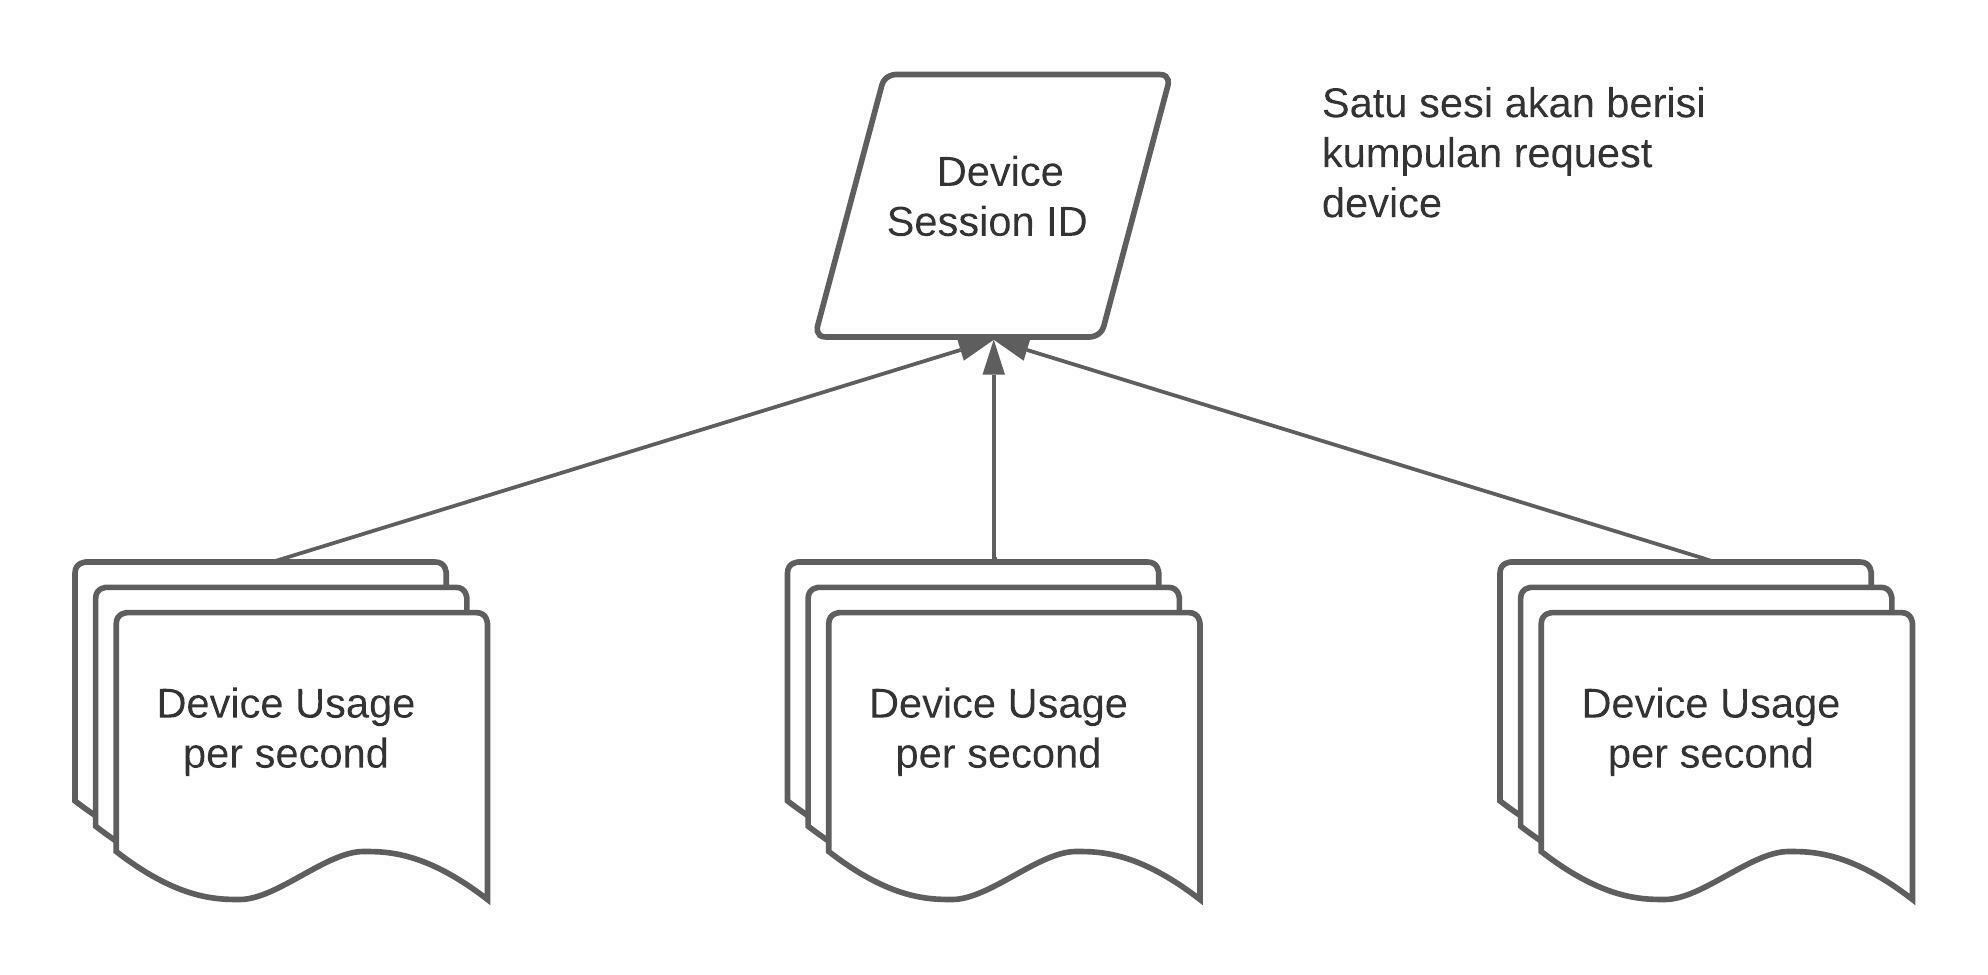 Device
Session ID
Satu sesi akan berisi
kumpulan request
device
Device Usage
per second
Device Usage
per second
Device Usage
per second